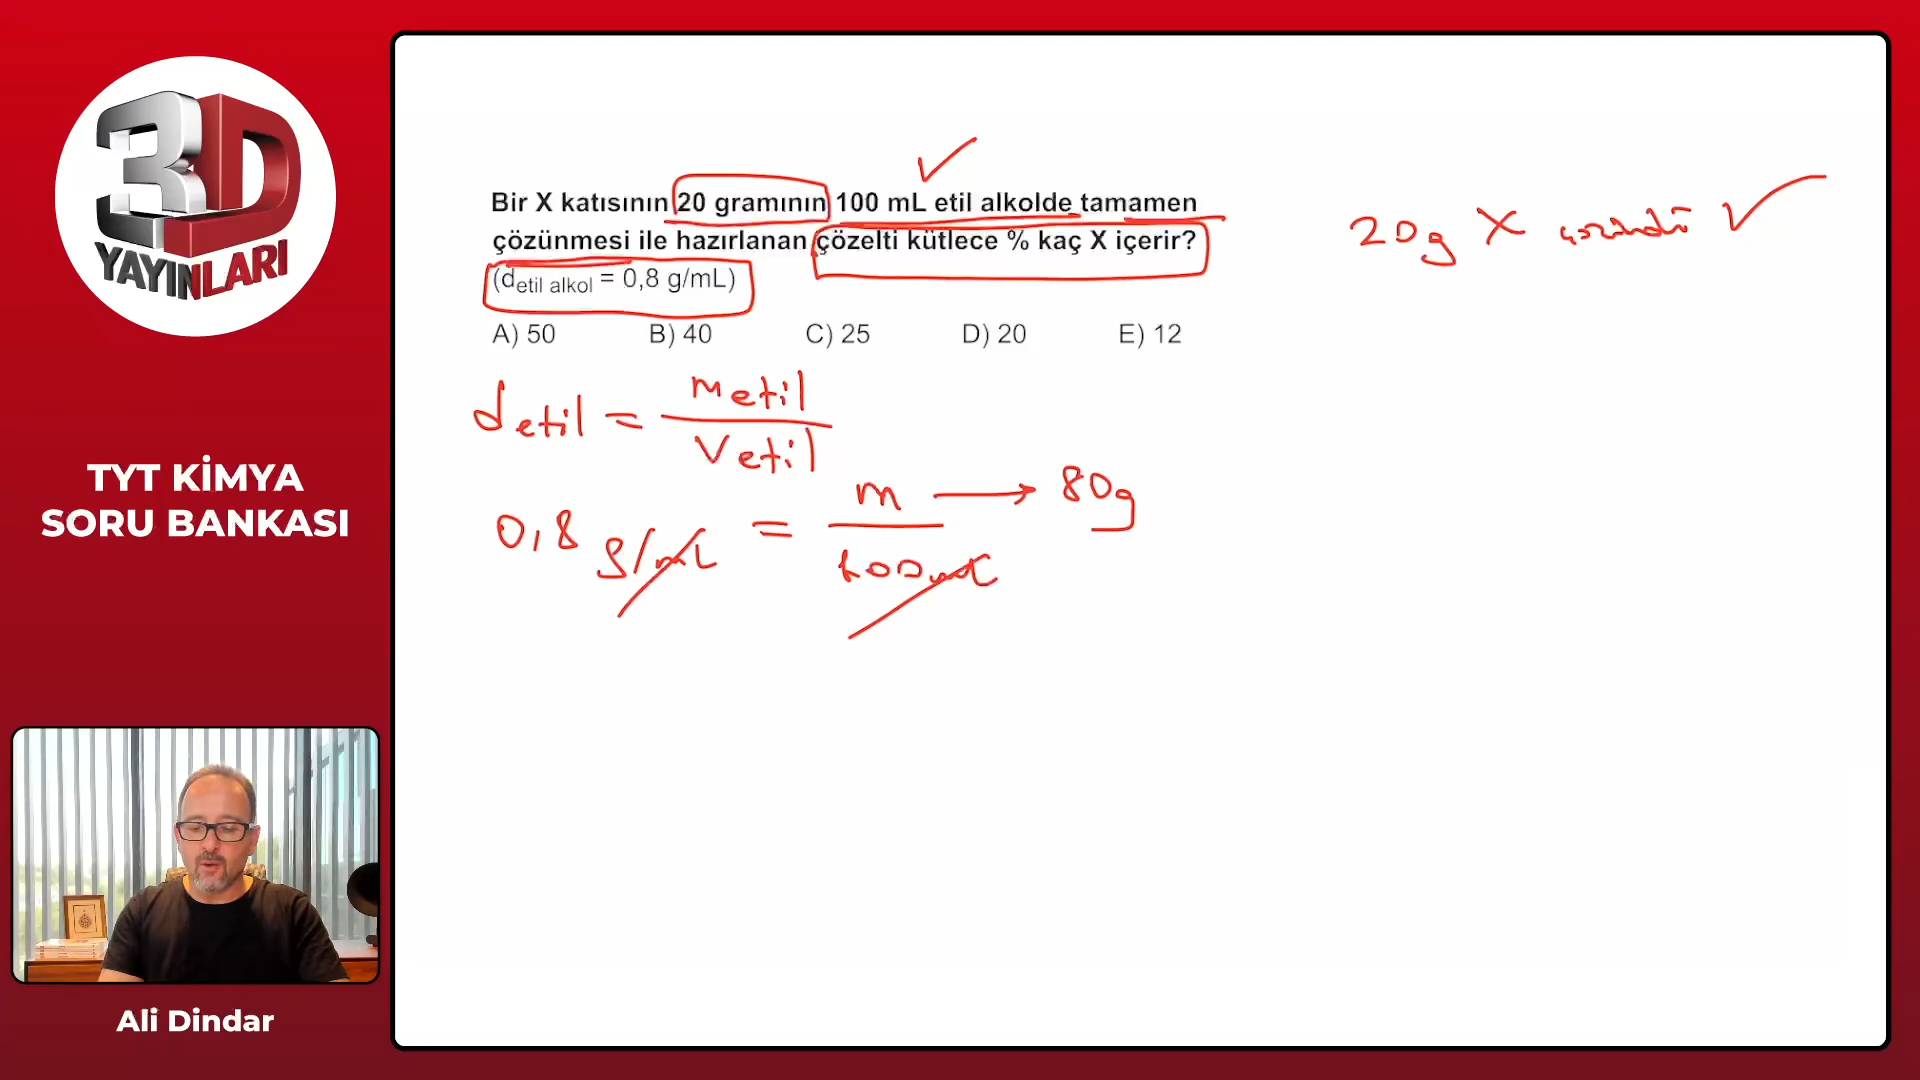 3D
YAYINLARI
TYT KİMYA
SORU BANKASI
Ali Dindar
Bir X katısının 20 gramının 100 mL etil alkolde tamamen
çözünmesi ile hazırlanan çözelti kütlece % kaç X içerir?
(detil alkol = 0,8 g/mL)
A) 50 B) 40 C) 25 D) 20 E) 12
20g X çözündü
detil = metil / Vetil
0,8 g/mL = m / 100 mL → 80g